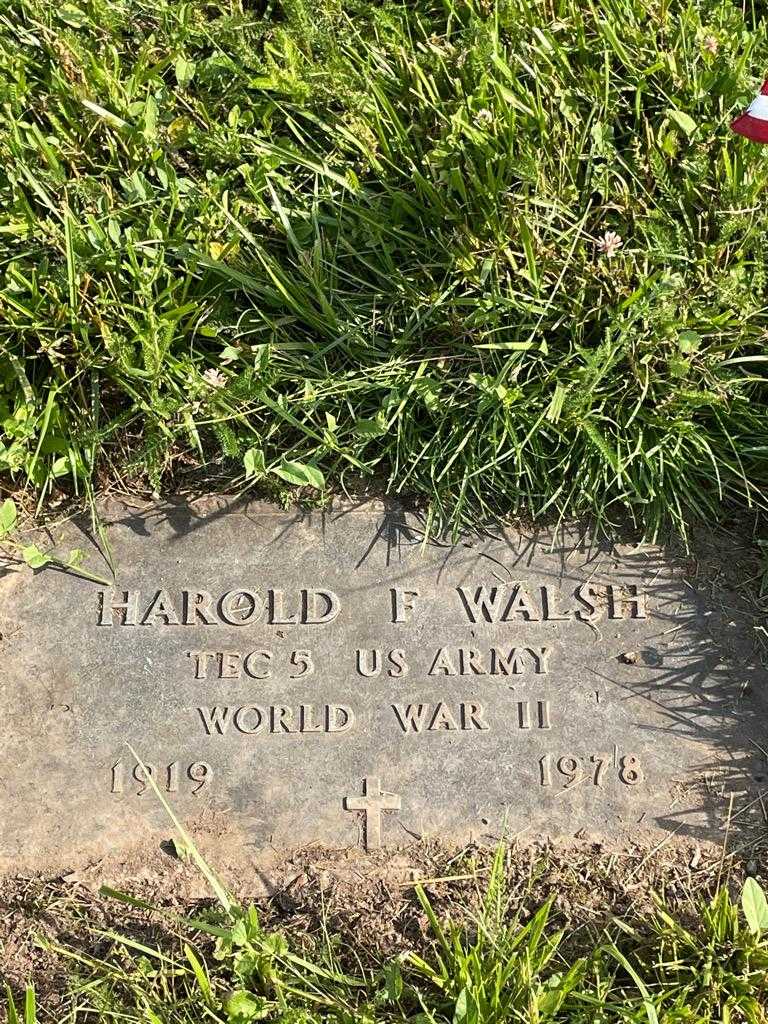 HAROLD F WALSH
TEC 5 US ARMY
WORLD WAR II
1919 1978